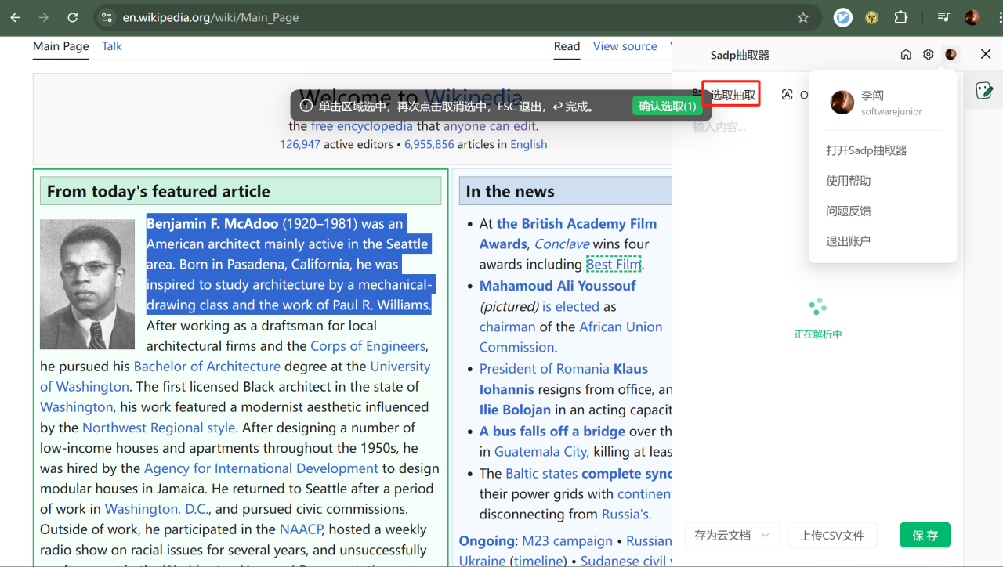 en.wikipedia.org/wiki/Main_Page
Main Page Talk
Read View source
Welcome to Wikipedia
the free encyclopedia that anyone can edit.
126,947 active editors • 6,955,856 articles in English
单击区域选中，再次点击取消选中，ESC 退出，↩ 完成。
确认选取(1)
From today's featured article
Benjamin F. McAdoo (1920–1981) was an
American architect mainly active in the Seattle
area. Born in Pasadena, California, he was
inspired to study architecture by a mechanical-
drawing class and the work of Paul R. Williams.
After working as a draftsman for local
architectural firms and the Corps of Engineers,
he pursued his Bachelor of Architecture degree at the University
of Washington. The first licensed Black architect in the state of
Washington, his work featured a modernist aesthetic influenced
by the Northwest Regional style. After designing a number of
low-income houses and apartments throughout the 1950s, he
was hired by the Agency for International Development to design
modular houses in Jamaica. He returned to Seattle after a period
of work in Washington, D.C., and pursued civic commissions.
Outside of work, he participated in the NAACP, hosted a weekly
radio show on racial issues for several years, and unsuccessfully
In the news
• At the British Academy Film
Awards, Conclave wins four
awards including Best Film.
• Mahamoud Ali Youssouf
(pictured) is elected as
chairman of the African Union
Commission.
• President of Romania Klaus
Iohannis resigns from office, an
Ilie Bolojan in an acting capacit
• A bus falls off a bridge over th
in Guatemala City, killing at leas
• The Baltic states complete sync
their power grids with continen
disconnecting from Russia's.
Ongoing: M23 campaign • Russian
Ukraine (timeline) • Sudanese civil
Sadp抽取器
选取抽取
O
输入内容...
李闯
softwarejunior
打开Sadp抽取器
使用帮助
问题反馈
退出账户
正在解析中
存为云文档
上传CSV文件
保 存